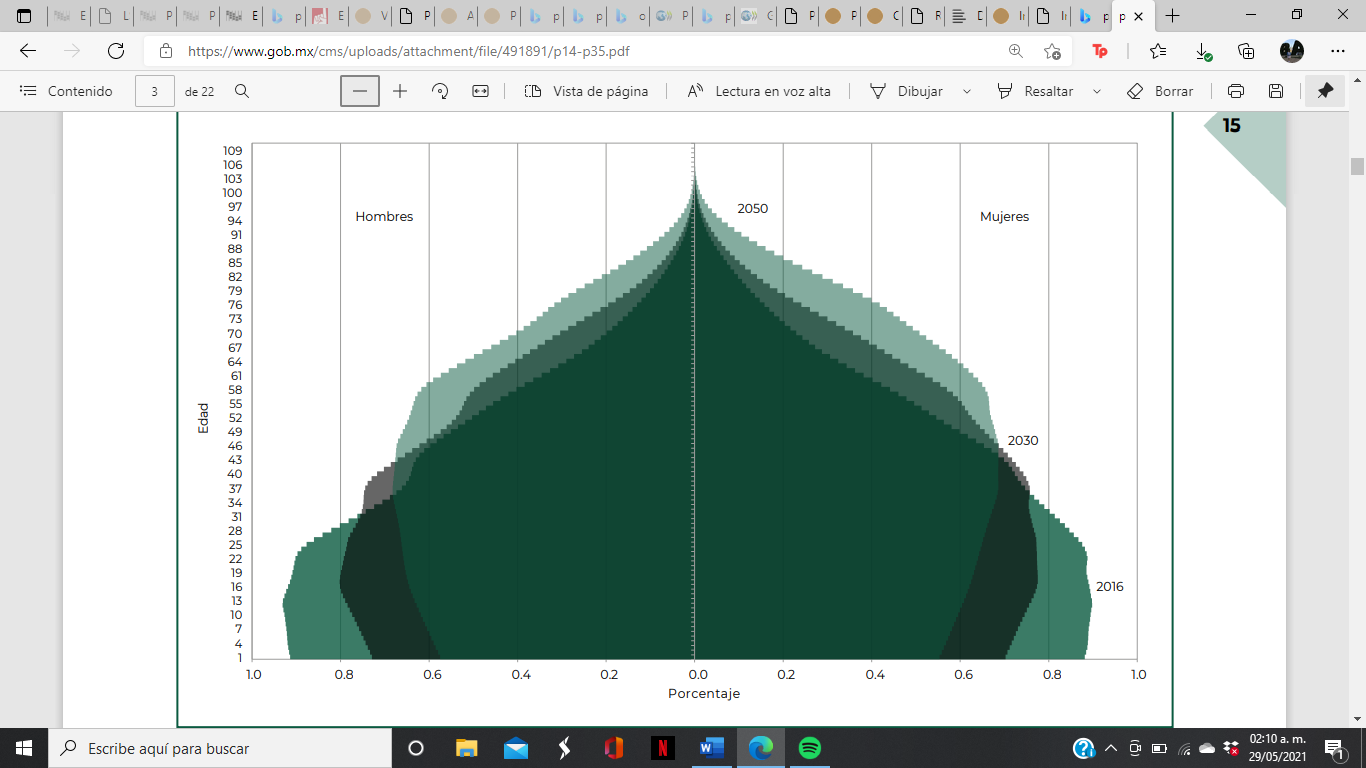 E
L
P
P
E
p
E
V
P
A
P
p
p
o
P
p
C
P
P
C
R
D
Ir
Ir
p
p
https://www.gob.mx/cms/uploads/attachment/file/491891/p14-p35.pdf
Contenido
3
de 22
Vista de página
Lectura en voz alta
Dibujar
Resaltar
Borrar
15
109
106
103
100
97
94
91
88
85
82
79
76
73
70
67
64
61
58
55
52
49
46
43
40
37
34
31
28
25
22
19
16
13
10
7
4
1
Edad
Hombres
2050
Mujeres
2030
2016
1.0 0.8 0.6 0.4 0.2 0.0 0.2 0.4 0.6 0.8 1.0
Porcentaje
Escribe aquí para buscar
02:10 a. m.
29/05/2021
1